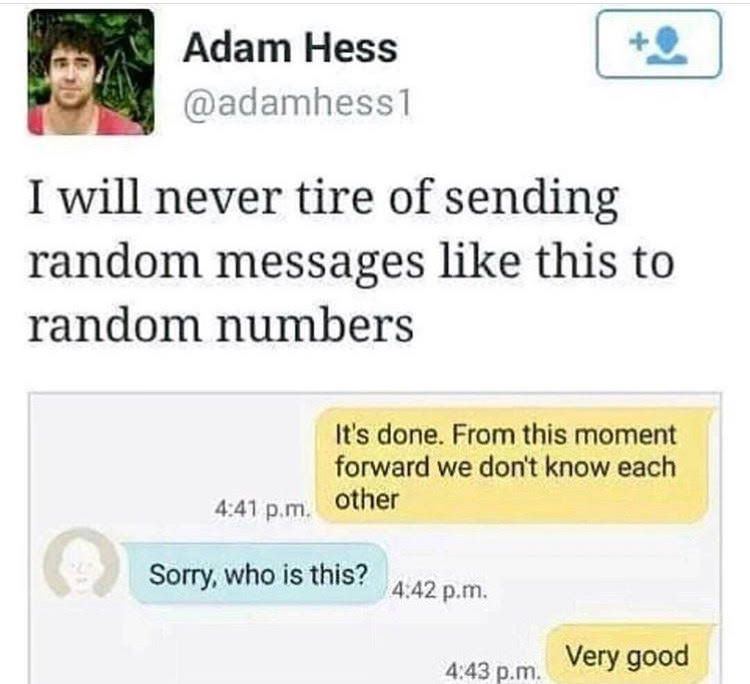 Adam Hess
@adamhess1
I will never tire of sending
random messages like this to
random numbers
It's done. From this moment
forward we don't know each
other
4:41 p.m.
Sorry, who is this?
4:42 p.m.
Very good
4:43 p.m.